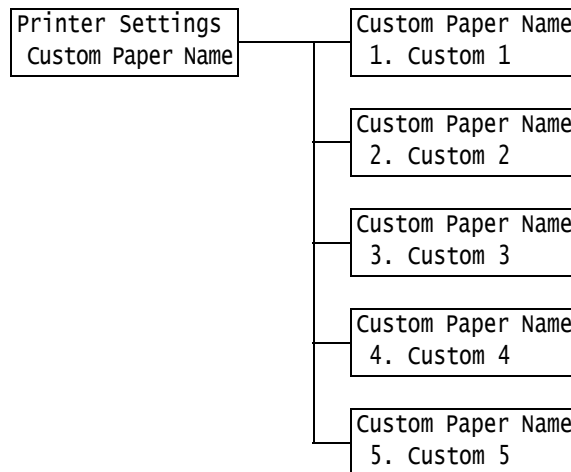 Printer Settings
Custom Paper Name
Custom Paper Name
1. Custom 1
Custom Paper Name
2. Custom 2
Custom Paper Name
3. Custom 3
Custom Paper Name
4. Custom 4
Custom Paper Name
5. Custom 5